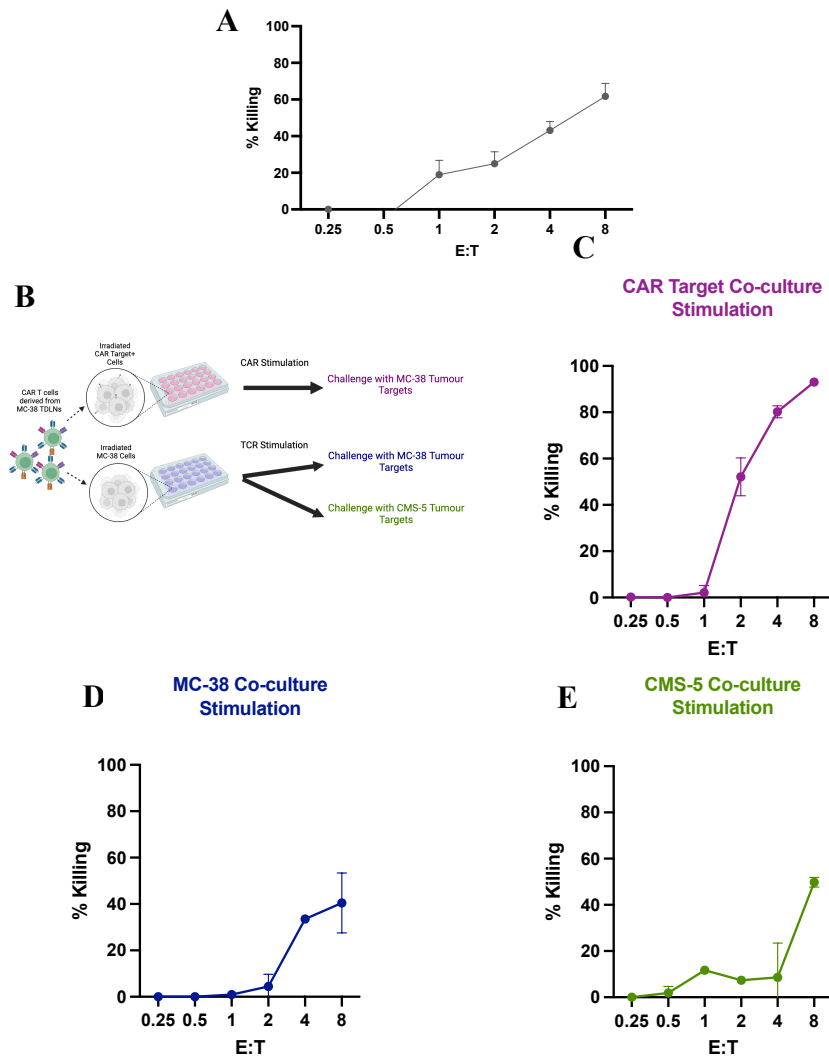 A
100
80
60
40
20
0
% Killing
0.25 0.5 1 2 4 8
E:T
B
Irradiated
CAR Target+
Cells
CAR T cells
derived from
MC-38 TDLNs
Irradiated
MC-38 Cells
CAR Stimulation
Challenge with MC-38 Tumour
Targets
TCR Stimulation
Challenge with MC-38 Tumour
Targets
Challenge with CMS-5 Tumour
Targets
C
CAR Target Co-culture
Stimulation
100
80
60
40
20
0
% Killing
0.25 0.5 1 2 4 8
E:T
D
MC-38 Co-culture
Stimulation
100
80
60
40
20
0
% Killing
0.25 0.5 1 2 4 8
E:T
E
CMS-5 Co-culture
Stimulation
100
80
60
40
20
0
% Killing
0.25 0.5 1 2 4 8
E:T